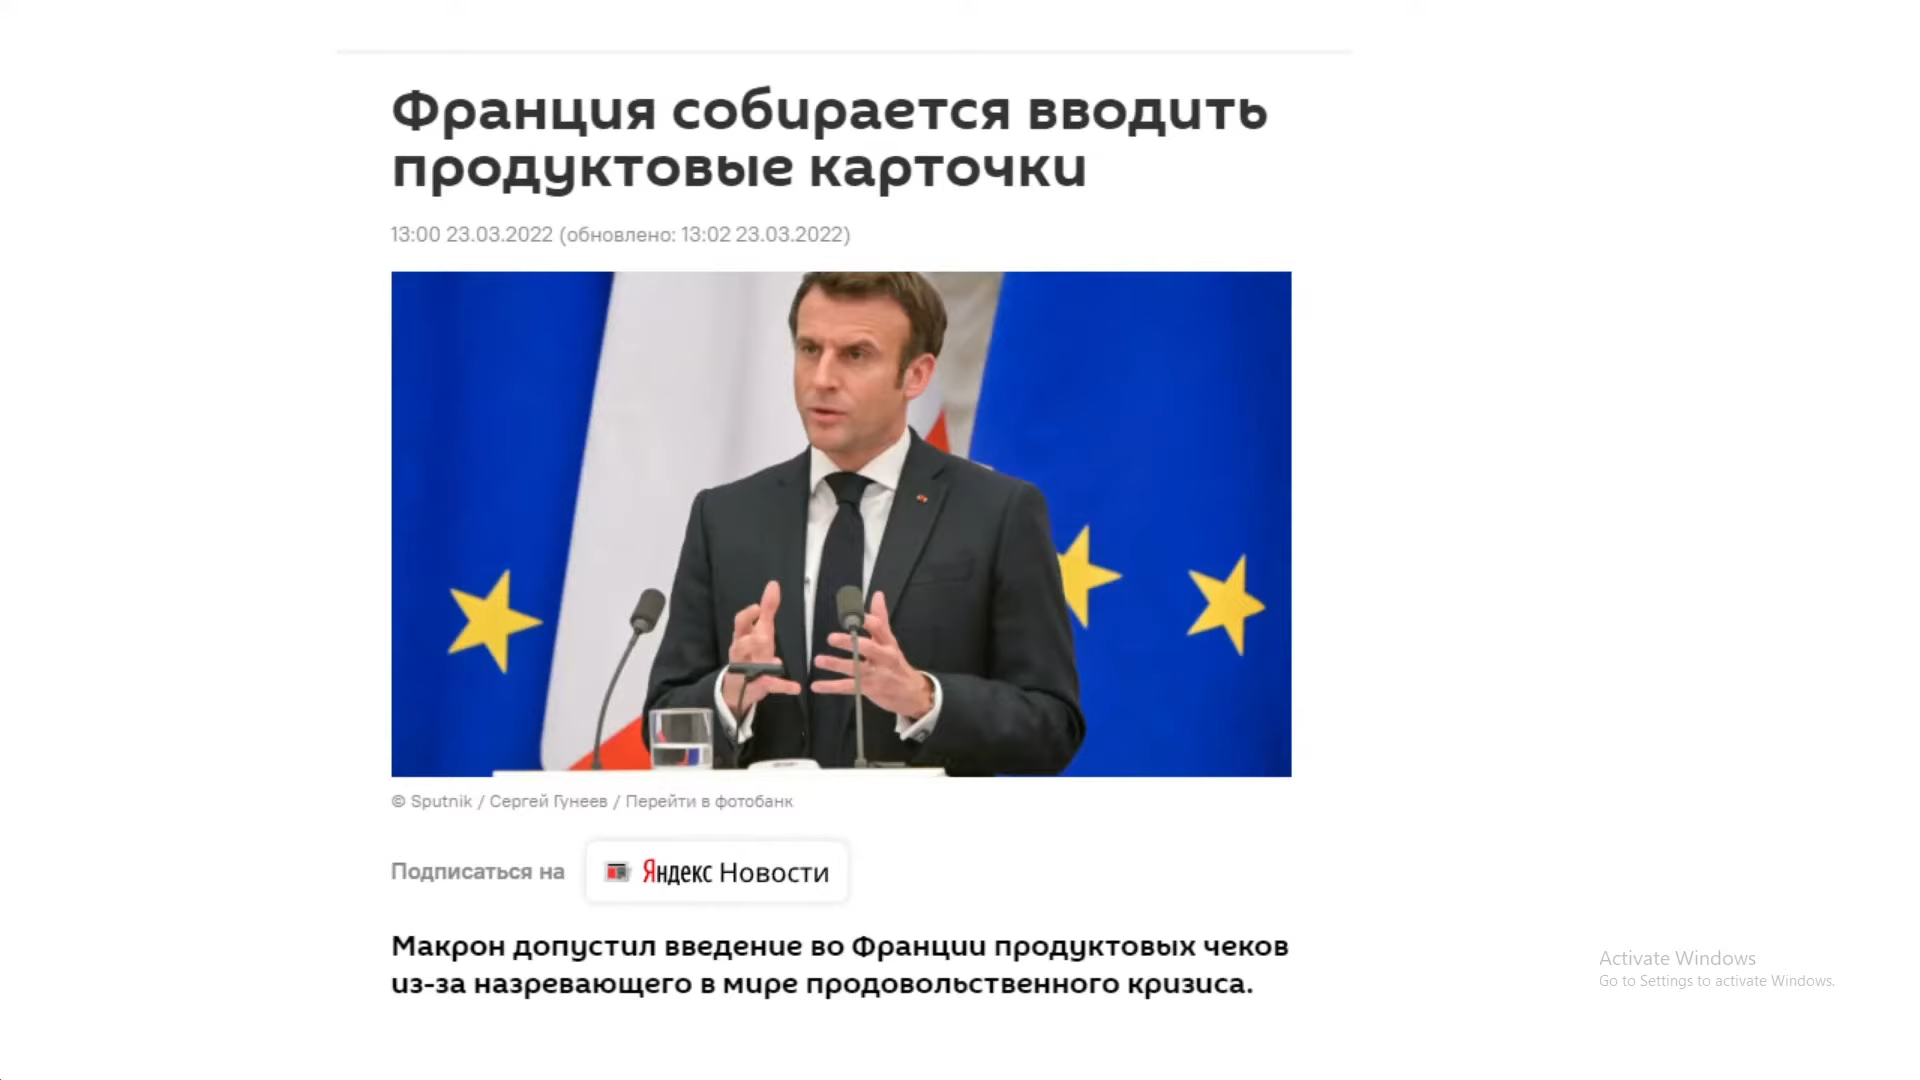 Франция собирается вводить
продуктовые карточки
13:00 23.03.2022 (обновлено: 13:02 23.03.2022)
© Sputnik / Сергей Гунеев / Перейти в фотобанк
Подписаться на
Яндекс Новости
Макрон допустил введение во Франции продуктовых чеков
из-за назревающего в мире продовольственного кризиса.
Activate Windows
Go to Settings to activate Windows.